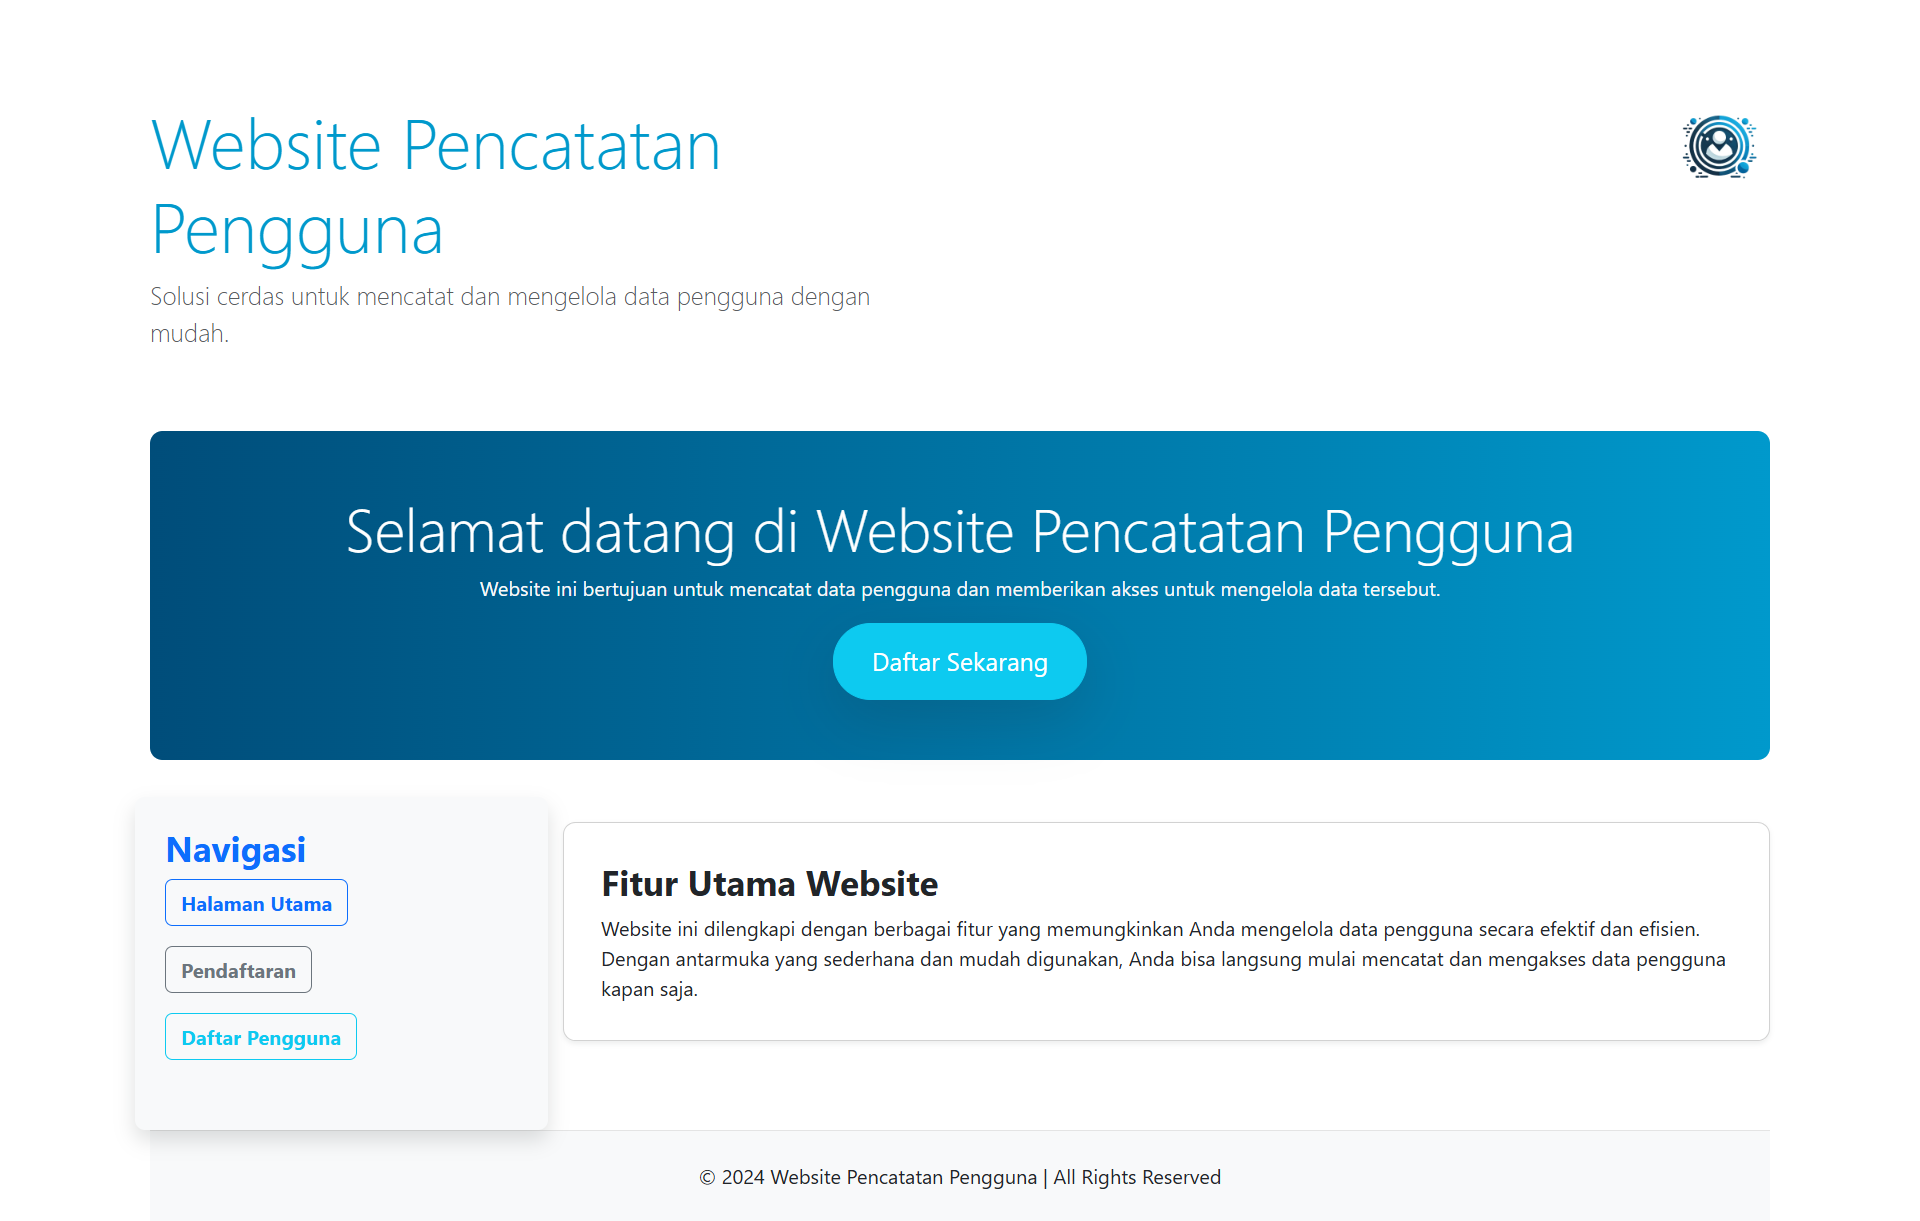 Website Pencatatan
Pengguna
Solusi cerdas untuk mencatat dan mengelola data pengguna dengan
mudah.
Selamat datang di Website Pencatatan Pengguna
Website ini bertujuan untuk mencatat data pengguna dan memberikan akses untuk mengelola data tersebut.
Daftar Sekarang
Navigasi
Halaman Utama
Pendaftaran
Daftar Pengguna
Fitur Utama Website
Website ini dilengkapi dengan berbagai fitur yang memungkinkan Anda mengelola data pengguna secara efektif dan efisien.
Dengan antarmuka yang sederhana dan mudah digunakan, Anda bisa langsung mulai mencatat dan mengakses data pengguna
kapan saja.
© 2024 Website Pencatatan Pengguna | All Rights Reserved